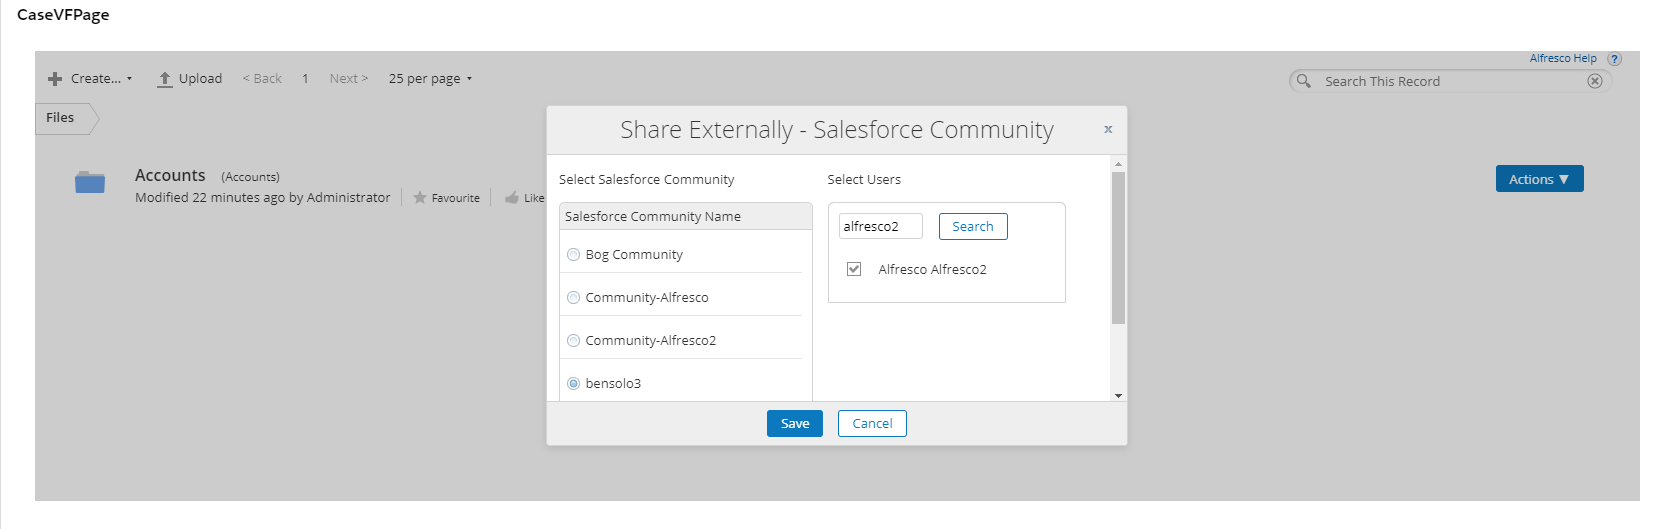 CaseVFPage
Alfresco Help ?
Create... Upload < Back 1 Next > 25 per page
Search This Record
Files
Share Externally - Salesforce Community x
Accounts (Accounts)
Modified 22 minutes ago by Administrator Favourite Like
Actions
Select Salesforce Community
Salesforce Community Name
Bog Community
Community-Alfresco
Community-Alfresco2
bensolo3
Select Users
alfresco2 Search
Alfresco Alfresco2
Save Cancel